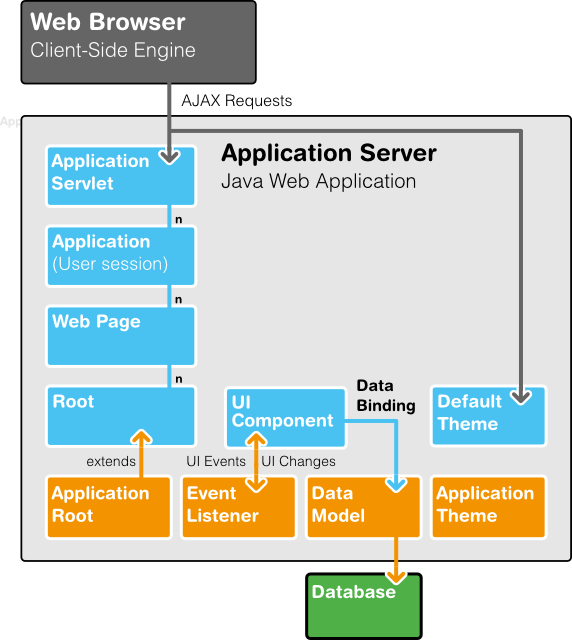 Web Browser
Client-Side Engine
AJAX Requests
App
Application Server
Java Web Application
Application
Servlet
n
Application
(User session)
n
Web Page
n
Root
UI
Component
Data
Binding
Default
Theme
extends
UI Events
UI Changes
Application
Root
Event
Listener
Data
Model
Application
Theme
Database